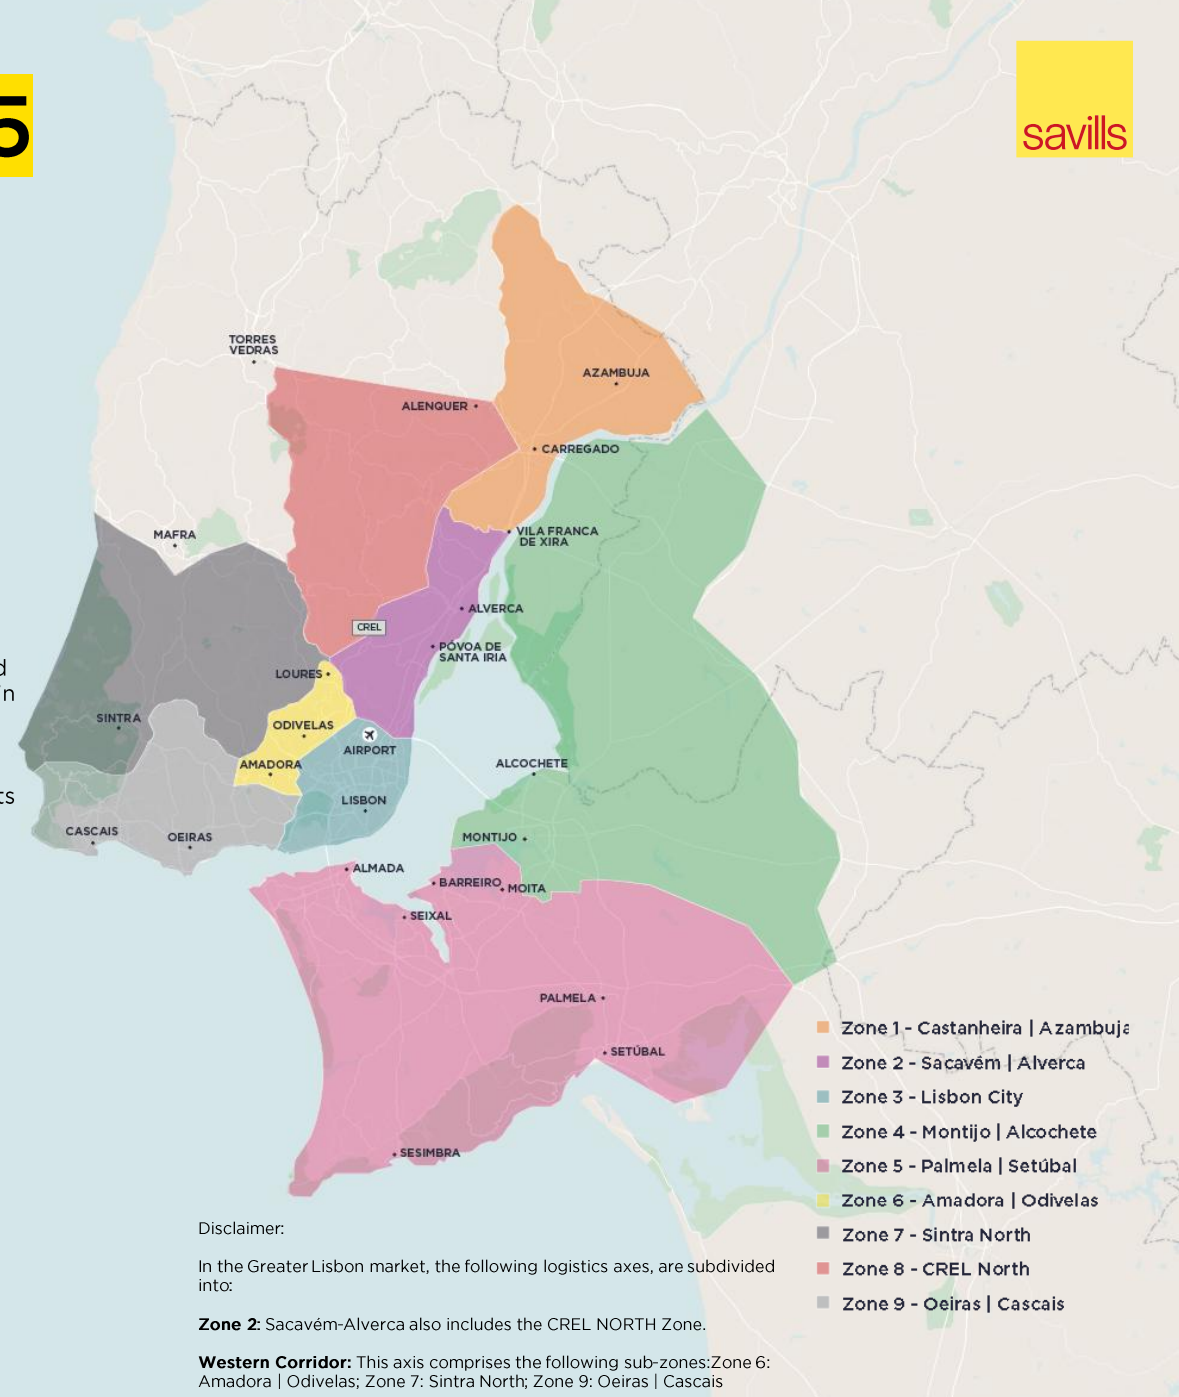 5
savills
TORRES
VEDRAS
AZAMBUJA
ALENQUER
CARREGADO
VILA FRANCA
DE XIRA
MAFRA
ALVERCA
CREL
PÓVOA DE
SANTA IRIA
d
LOURES
n
SINTRA
ODIVELAS
AIRPORT
AMADORA
ALCOCHETE
ts
LISBON
CASCAIS
OEIRAS
MONTIJO
ALMADA
BARREIRO
MOITA
SEIXAL
PALMELA
SETÚBAL
SESIMBRA
Zone 1 - Castanheira | Azambuja
Zone 2 - Sacavém | Alverca
Zone 3 - Lisbon City
Zone 4 - Montijo | Alcochete
Zone 5 - Palmela | Setúbal
Zone 6 - Amadora | Odivelas
Zone 7 - Sintra North
Zone 8 - CREL North
Zone 9 - Oeiras | Cascais
Disclaimer:
In the Greater Lisbon market, the following logistics axes, are subdivided
into:
Zone 2: Sacavém-Alverca also includes the CREL NORTH Zone.
Western Corridor: This axis comprises the following sub-zones:Zone 6:
Amadora | Odivelas; Zone 7: Sintra North; Zone 9: Oeiras | Cascais